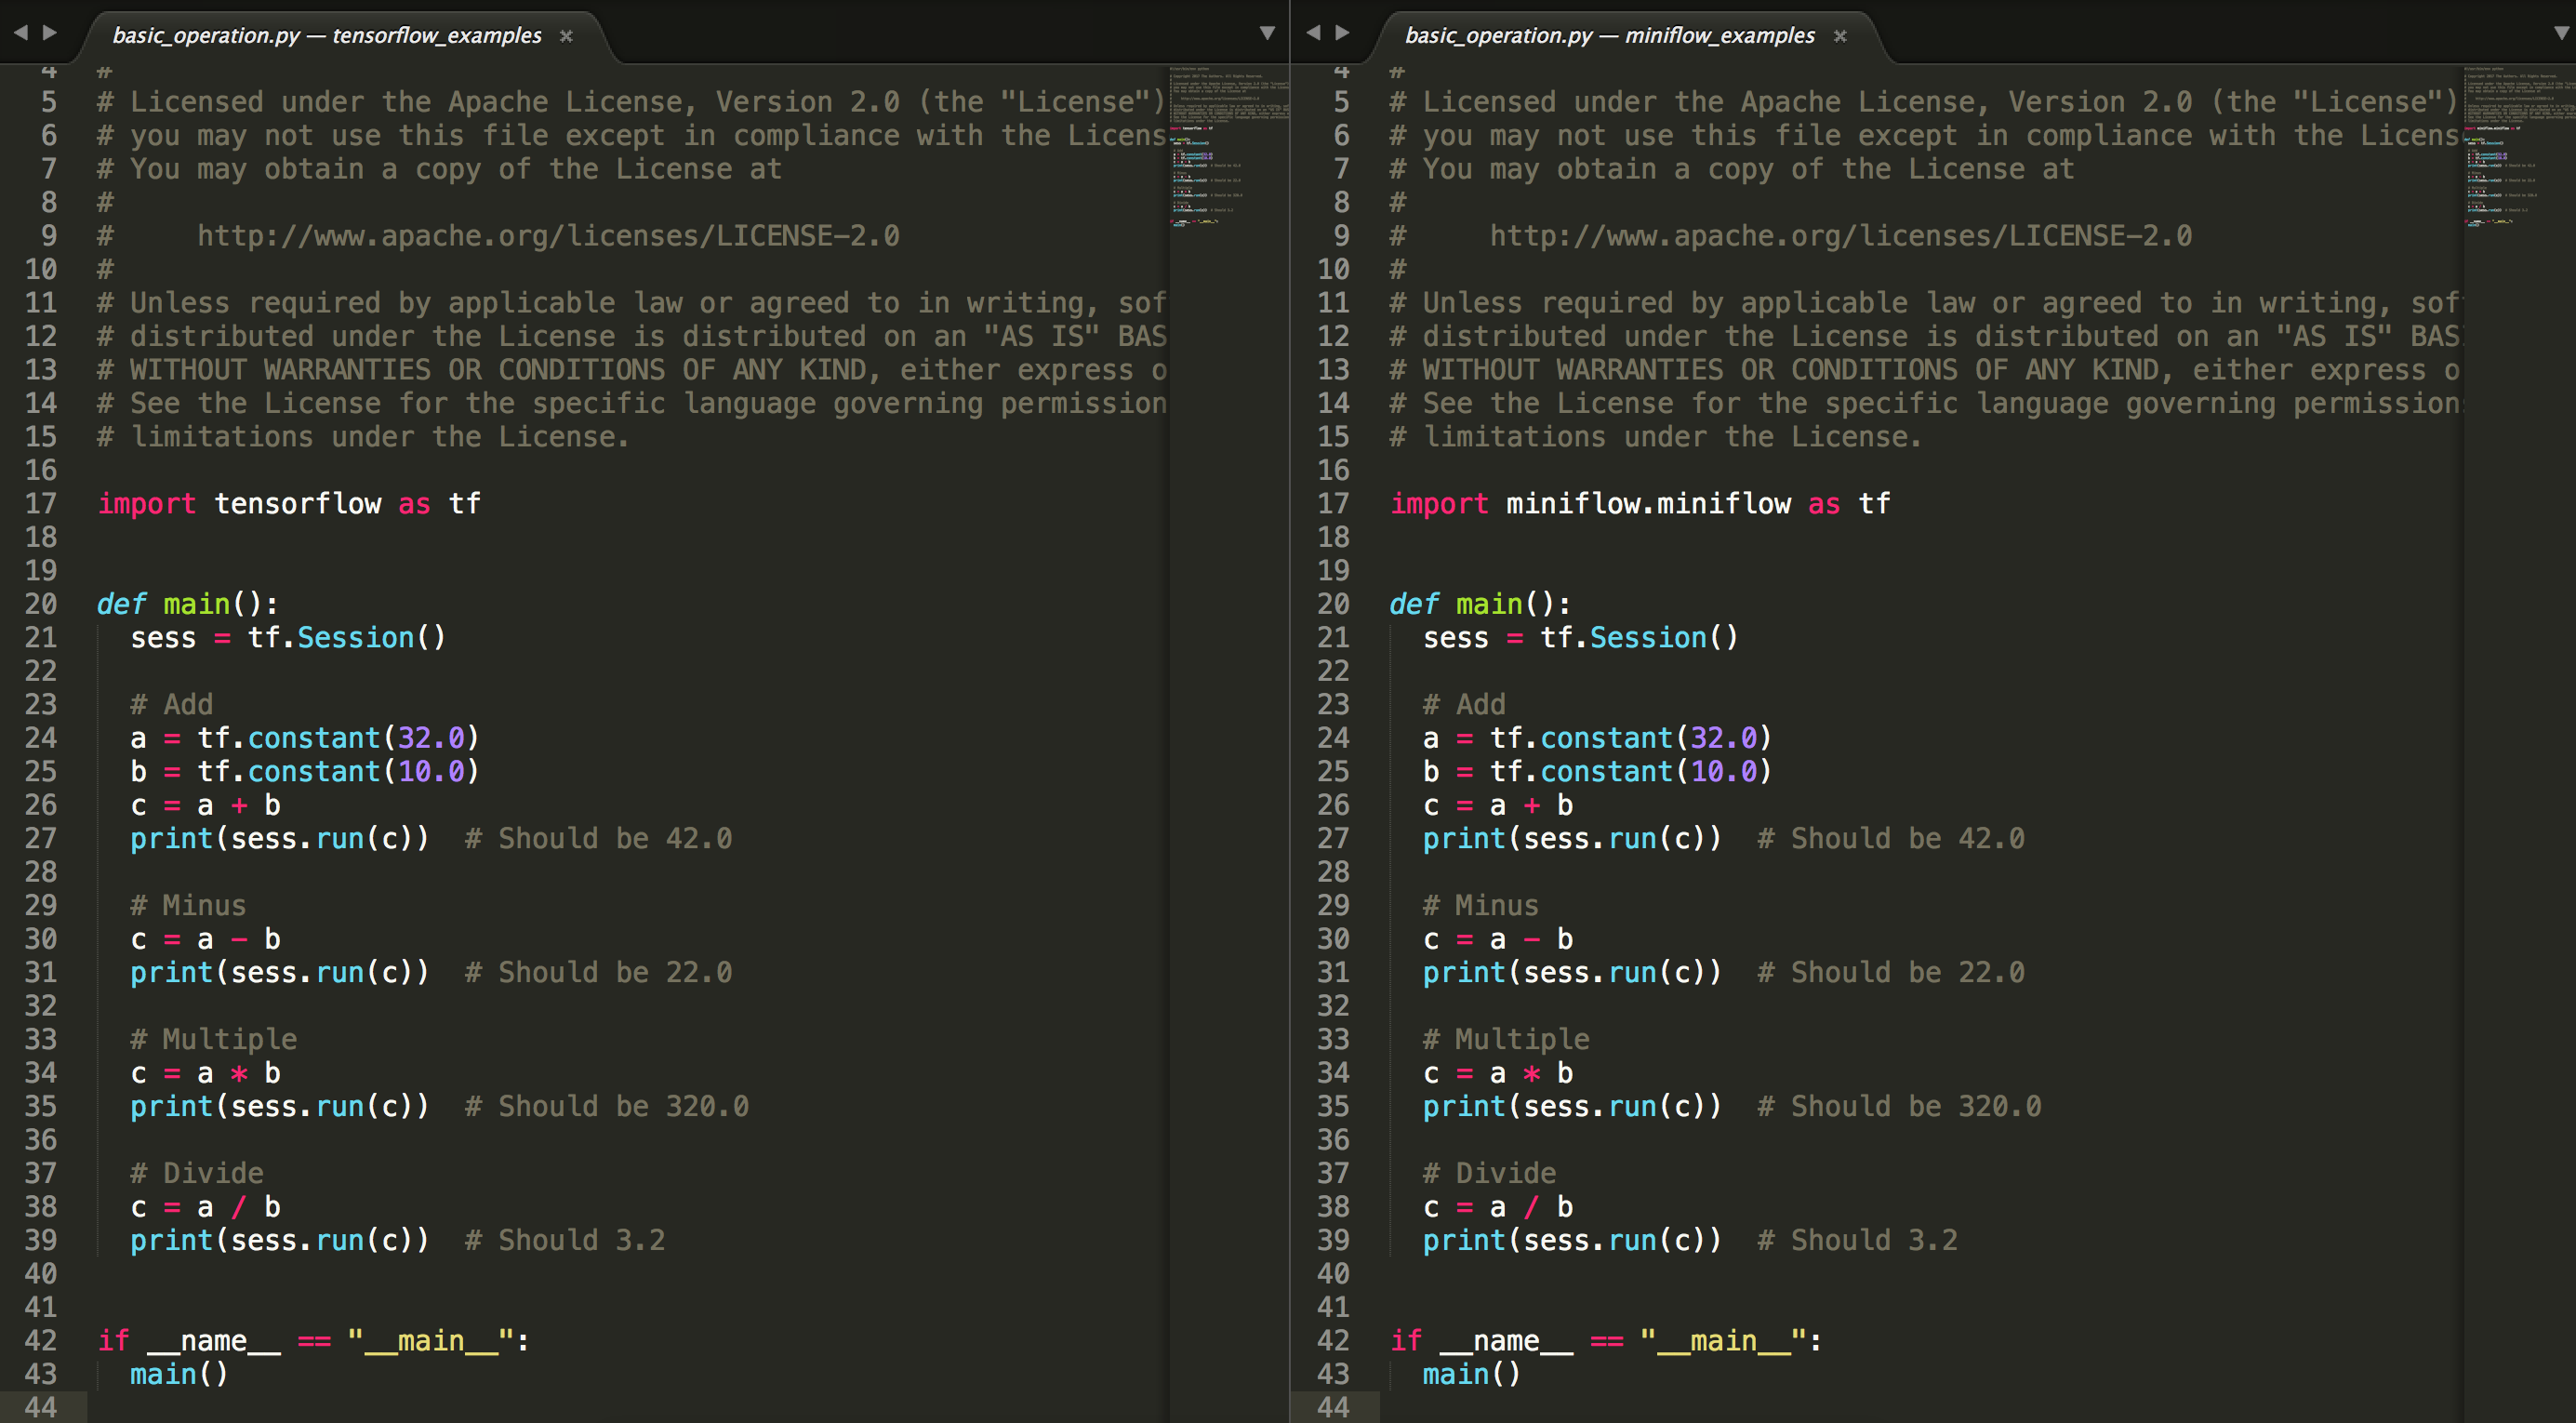 basic_operation.py — tensorflow_examples
4 #
5 # Licensed under the Apache License, Version 2.0 (the "License")
6 # you may not use this file except in compliance with the Licens
7 # You may obtain a copy of the License at
8 #
9 #     http://www.apache.org/licenses/LICENSE-2.0
10 #
11 # Unless required by applicable law or agreed to in writing, sof
12 # distributed under the License is distributed on an "AS IS" BAS
13 # WITHOUT WARRANTIES OR CONDITIONS OF ANY KIND, either express o
14 # See the License for the specific language governing permission
15 # limitations under the License.
16
17 import tensorflow as tf
18
19
20 def main():
21   sess = tf.Session()
22
23   # Add
24   a = tf.constant(32.0)
25   b = tf.constant(10.0)
26   c = a + b
27   print(sess.run(c))  # Should be 42.0
28
29   # Minus
30   c = a - b
31   print(sess.run(c))  # Should be 22.0
32
33   # Multiple
34   c = a * b
35   print(sess.run(c))  # Should be 320.0
36
37   # Divide
38   c = a / b
39   print(sess.run(c))  # Should 3.2
40
41
42 if __name__ == "__main__":
43   main()
44
basic_operation.py — miniflow_examples
4 #
5 # Licensed under the Apache License, Version 2.0 (the "License")
6 # you may not use this file except in compliance with the Licens
7 # You may obtain a copy of the License at
8 #
9 #     http://www.apache.org/licenses/LICENSE-2.0
10 #
11 # Unless required by applicable law or agreed to in writing, sof
12 # distributed under the License is distributed on an "AS IS" BAS
13 # WITHOUT WARRANTIES OR CONDITIONS OF ANY KIND, either express o
14 # See the License for the specific language governing permission
15 # limitations under the License.
16
17 import miniflow.miniflow as tf
18
19
20 def main():
21   sess = tf.Session()
22
23   # Add
24   a = tf.constant(32.0)
25   b = tf.constant(10.0)
26   c = a + b
27   print(sess.run(c))  # Should be 42.0
28
29   # Minus
30   c = a - b
31   print(sess.run(c))  # Should be 22.0
32
33   # Multiple
34   c = a * b
35   print(sess.run(c))  # Should be 320.0
36
37   # Divide
38   c = a / b
39   print(sess.run(c))  # Should 3.2
40
41
42 if __name__ == "__main__":
43   main()
44